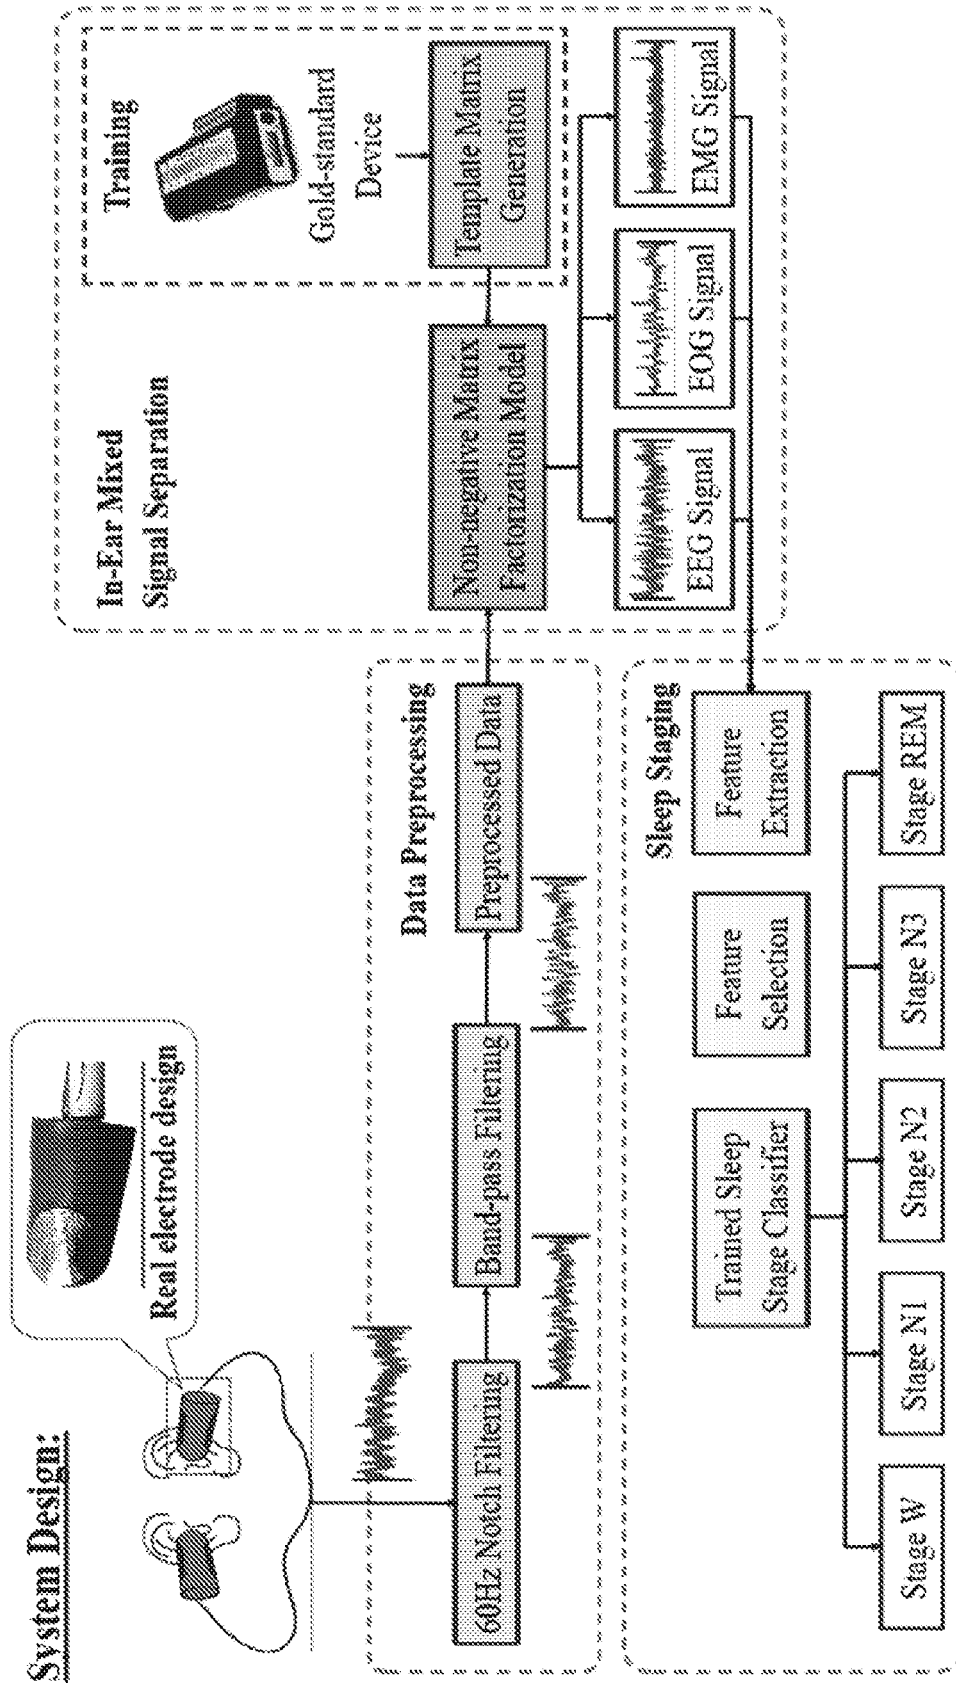 System Design:
Real electrode design
Data Preprocessing
60Hz Notch Filtering
Band-pass Filtering
Preprocessed Data
In-Ear Mixed
Signal Separation
Training
Gold-standard
Device
Template Matrix
Generation
Non-negative Matrix
Factorization Model
EEG Signal
EOG Signal
EMG Signal
Sleep Staging
Feature
Extraction
Feature
Selection
Trained Sleep
Stage Classifier
Stage W
Stage N1
Stage N2
Stage N3
Stage REM